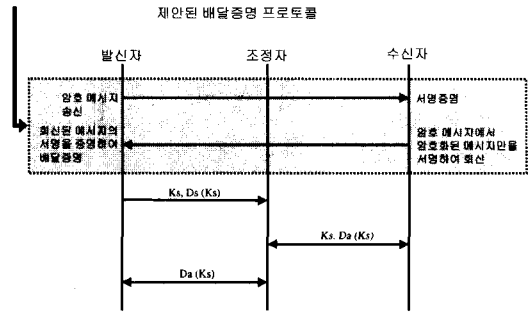 제안된 배달증명 프로토콜
발신자
조정자
수신자
암호 메시지
송신
서명증명
회신된 메시지의
서명을 증명하여
배달증명
암호 메시지에서
암호화된 메시지만을
서명하여 회신
Ks, Ds (Ks)
Ks. Da (Ks)
Da (Ks)